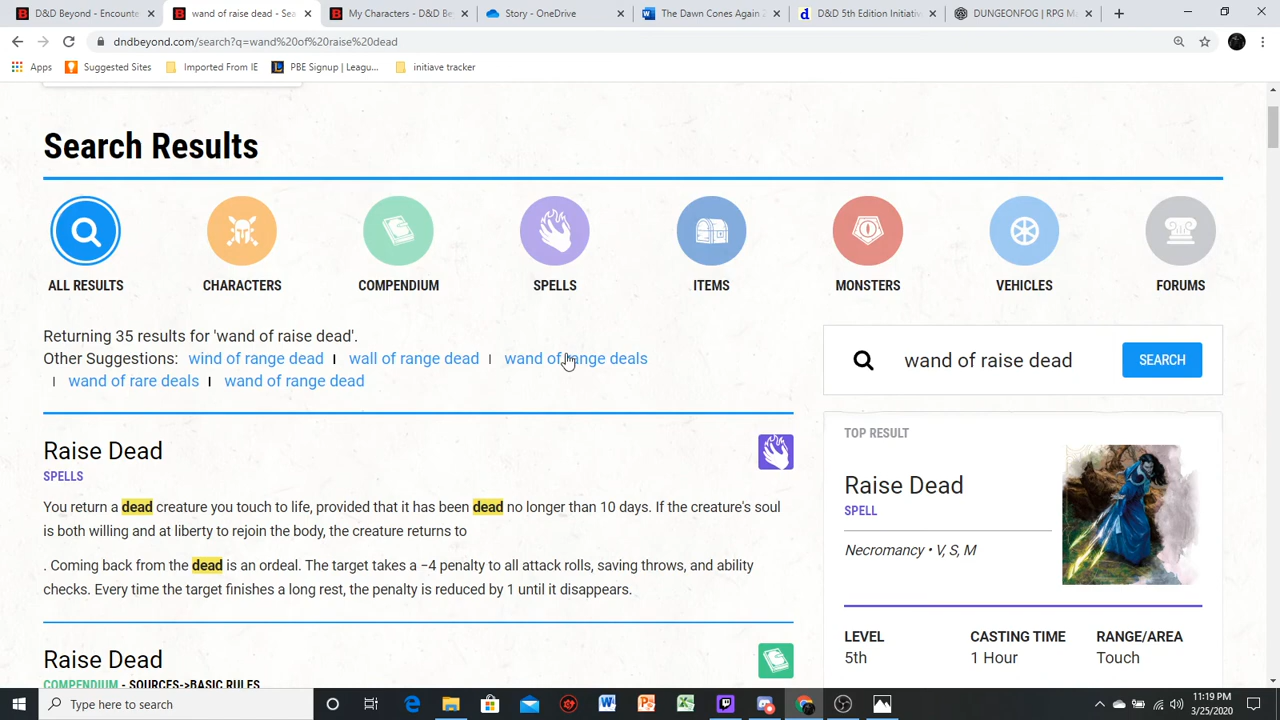 D&D Beyond - Encounte
wand of raise dead - Sea
My Characters - D&D Be
Story - OneDrive
The Dawn Comes Again
D&D 5th Edition Initiativ
DUNGEONFOG | RPG M
dndbeyond.com/search?q=wand%20of%20raise%20dead
Apps
Suggested Sites
Imported From IE
PBE Signup | Leagu...
initiave tracker
Search Results
ALL RESULTS
CHARACTERS
COMPENDIUM
SPELLS
ITEMS
MONSTERS
VEHICLES
FORUMS
Returning 35 results for 'wand of raise dead'.
Other Suggestions: wind of range dead | wall of range dead | wand of range deals
| wand of rare deals | wand of range dead
wand of raise dead
SEARCH
Raise Dead
SPELLS
You return a dead creature you touch to life, provided that it has been dead no longer than 10 days. If the creature's soul
is both willing and at liberty to rejoin the body, the creature returns to
. Coming back from the dead is an ordeal. The target takes a −4 penalty to all attack rolls, saving throws, and ability
checks. Every time the target finishes a long rest, the penalty is reduced by 1 until it disappears.
Raise Dead
COMPENDIUM - SOURCES->BASIC RULES
TOP RESULT
Raise Dead
SPELL
Necromancy • V, S, M
LEVEL
5th
CASTING TIME
1 Hour
RANGE/AREA
Touch
Type here to search
11:19 PM
3/25/2020